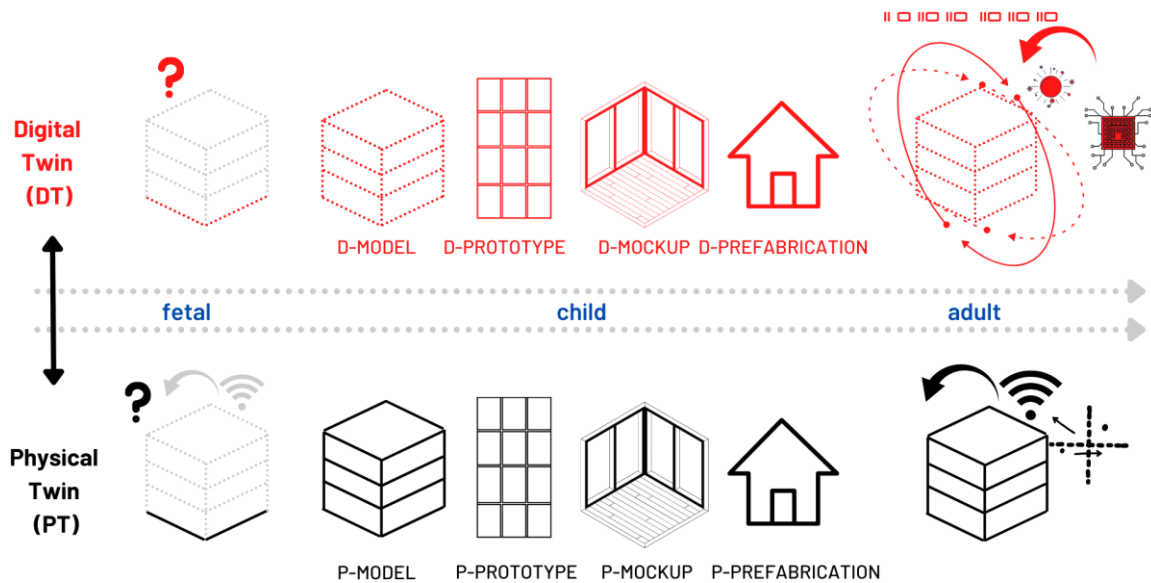 ?
Digital
Twin
(DT)
D-MODEL D-PROTOTYPE D-MOCKUP D-PREFABRICATION
fetal child adult
?
Physical
Twin
(PT)
P-MODEL P-PROTOTYPE P-MOCKUP P-PREFABRICATION